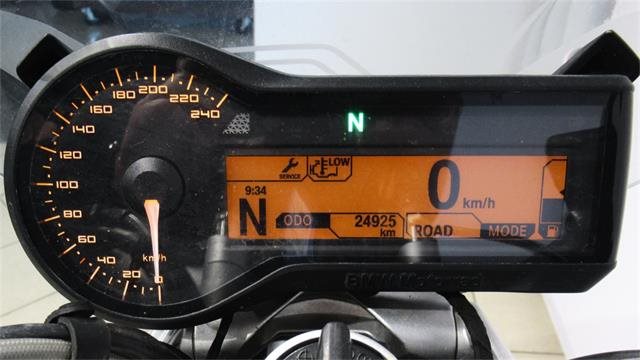 N
220
200
180
160
140
120
100
80
60
40
20
0
240
km/h
SERVICE
LOW
9:34
N
ODO
24925
km
0
km/h
ROAD
MODE
BMW Motorrad